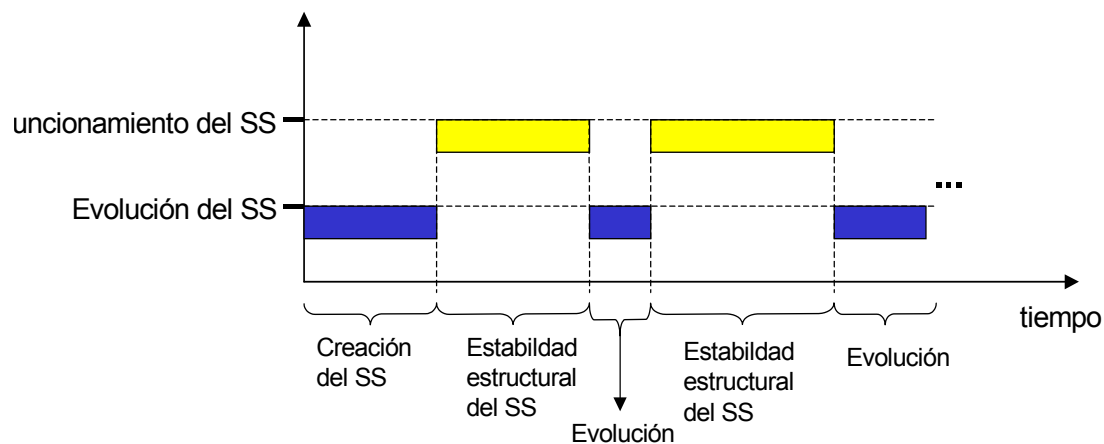 uncionamiento del SS
Evolución del SS
...
tiempo
Creación
del SS
Estabildad
estructural
del SS
Evolución
Estabildad
estructural
del SS
Evolución